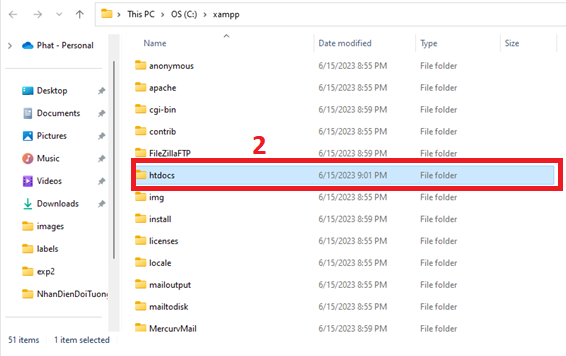 This PC > OS (C:) > xampp
Phat - Personal
Desktop
Documents
Pictures
Music
Videos
Downloads
images
labels
exp2
NhanDienDoiTuong
Name Date modified Type Size
anonymous 6/15/2023 8:55 PM File folder
apache 6/15/2023 8:55 PM File folder
cgi-bin 6/15/2023 8:59 PM File folder
contrib 6/15/2023 8:55 PM File folder
FileZillaFTP 6/15/2023 8:59 PM File folder
2
htdocs 6/15/2023 9:01 PM File folder
img 6/15/2023 8:55 PM File folder
install 6/15/2023 8:59 PM File folder
licenses 6/15/2023 8:55 PM File folder
locale 6/15/2023 8:55 PM File folder
mailoutput 6/15/2023 8:55 PM File folder
mailtodisk 6/15/2023 8:55 PM File folder
MercuryMail 6/15/2023 8:59 PM File folder
51 items 1 item selected